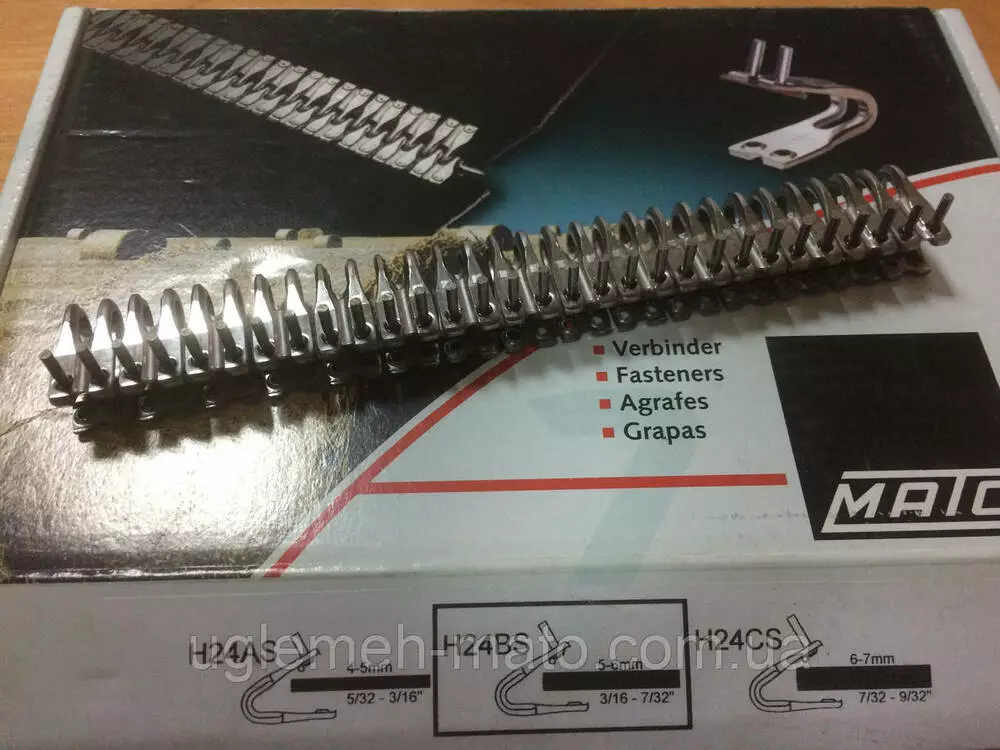 Verbinder
Fasteners
Agrafes
Grapas
MATO
H24AS
4-5mm
5/32 - 3/16"
H24BS
5-6mm
3/16 - 7/32"
H24CS
6-7mm
7/32 - 9/32"
uglemeh-mato.com.ua